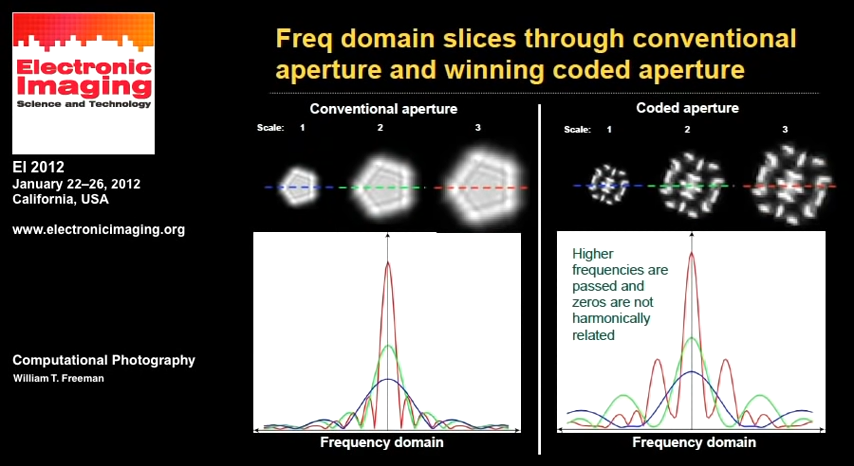 Electronic
Imaging
Science and Technology
EI 2012
January 22–26, 2012
California, USA
www.electronicimaging.org
Computational Photography
William T. Freeman
Freq domain slices through conventional
aperture and winning coded aperture
Conventional aperture
Scale: 1 2 3
Frequency domain
Coded aperture
Scale: 1 2 3
Higher
frequencies are
passed and
zeros are not
harmonically
related
Frequency domain